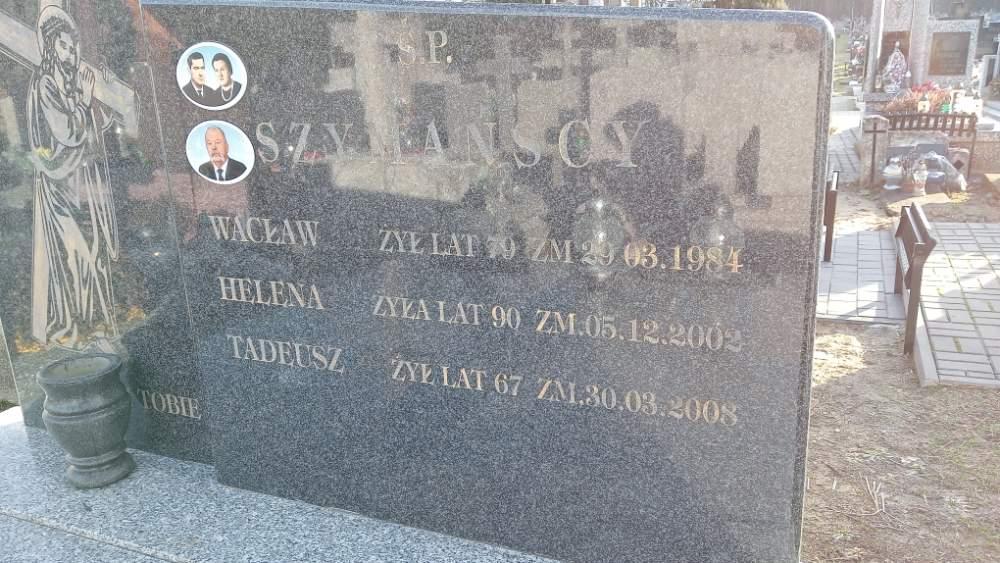 Ś.P.
SZYMAŃSCY
WACŁAW ŻYŁ LAT 79 ZM 29 03.1984
HELENA ŻYŁA LAT 90 ZM.05.12.2002
TADEUSZ ŻYŁ LAT 67 ZM.30.03.2008
TOBIE